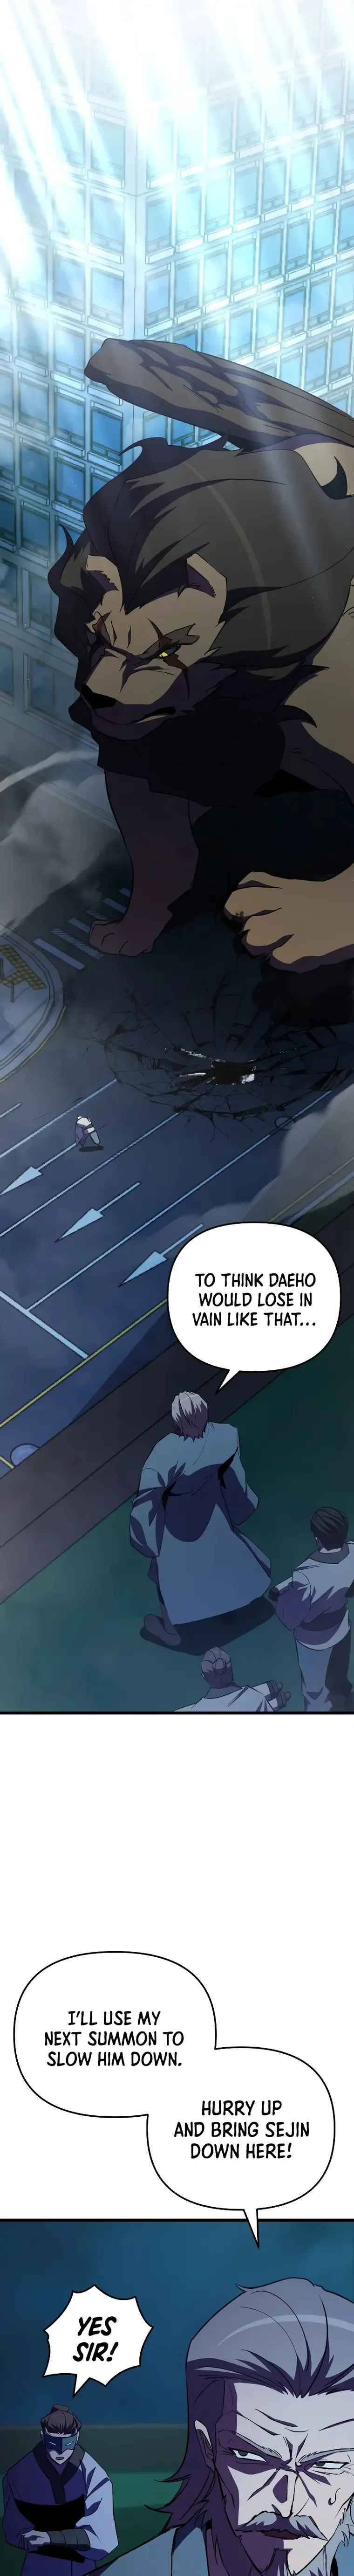 TO THINK DAEHO
WOULD LOSE IN
VAIN LIKE THAT...
I'LL USE MY
NEXT SUMMON TO
SLOW HIM DOWN.
HURRY UP
AND BRING SEJIN
DOWN HERE!
YES
SIR!